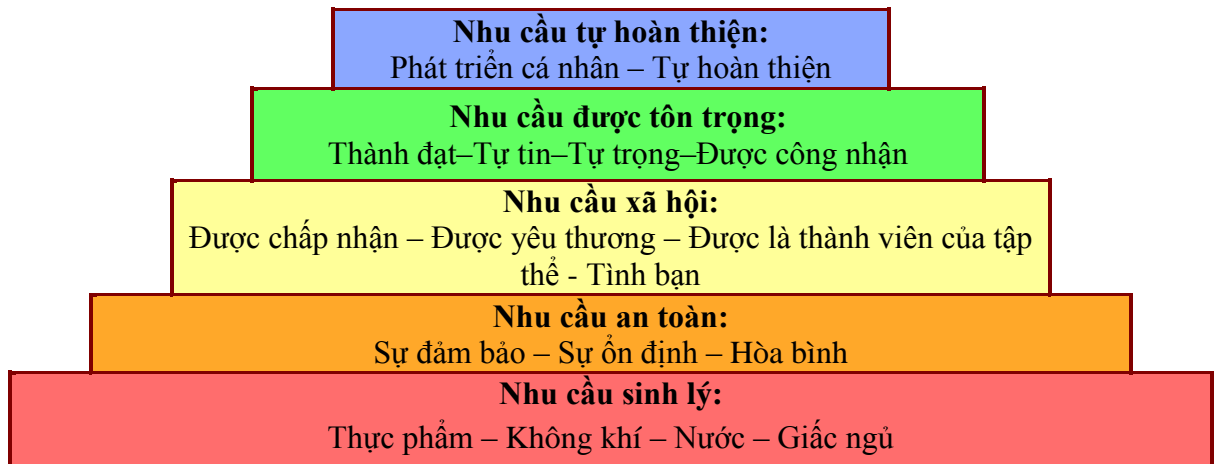 Nhu cầu tự hoàn thiện:
Phát triển cá nhân – Tự hoàn thiện
Nhu cầu được tôn trọng:
Thành đạt–Tự tin–Tự trọng–Được công nhận
Nhu cầu xã hội:
Được chấp nhận – Được yêu thương – Được là thành viên của tập
thể - Tình bạn
Nhu cầu an toàn:
Sự đảm bảo – Sự ổn định – Hòa bình
Nhu cầu sinh lý:
Thực phẩm – Không khí – Nước – Giấc ngủ